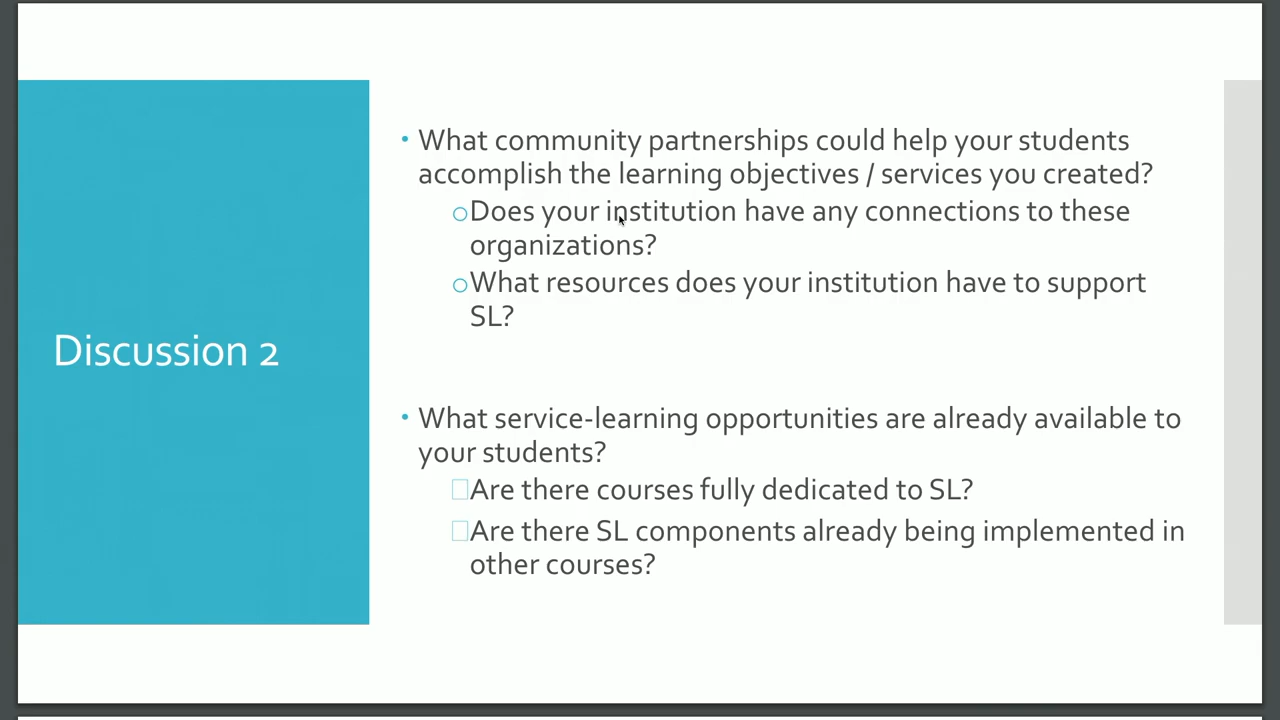 Discussion 2
• What community partnerships could help your students
accomplish the learning objectives / services you created?
oDoes your institution have any connections to these
organizations?
oWhat resources does your institution have to support
SL?
• What service-learning opportunities are already available to
your students?
□Are there courses fully dedicated to SL?
□Are there SL components already being implemented in
other courses?